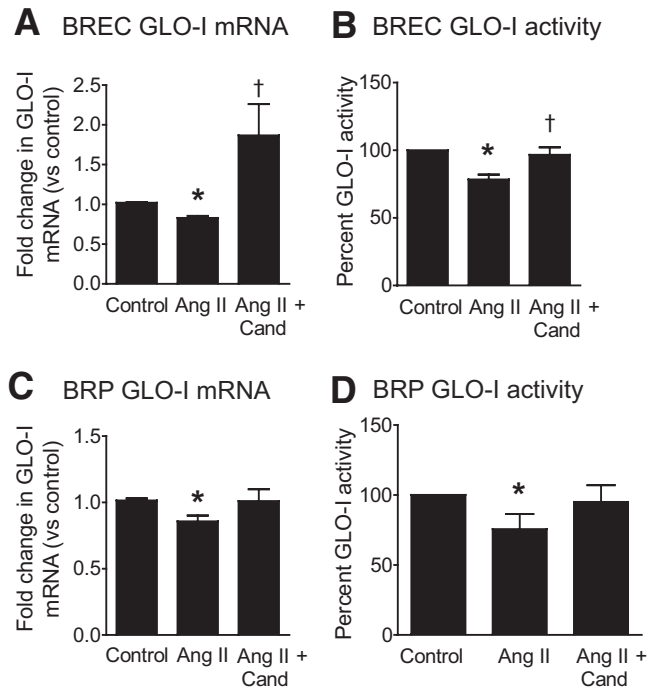 A BREC GLO-I mRNA
Fold change in GLO-I
mRNA (vs control)
2.5
2.0
1.5
1.0
0.5
0.0
*
†
Control Ang II Ang II +
Cand
B BREC GLO-I activity
Percent GLO-I activity
150
100
50
0
*
†
Control Ang II Ang II +
Cand
C BRP GLO-I mRNA
Fold change in GLO-I
mRNA (vs control)
1.5
1.0
0.5
0.0
*
Control Ang II Ang II +
Cand
D BRP GLO-I activity
Percent GLO-I activity
150
100
50
0
*
Control Ang II Ang II +
Cand